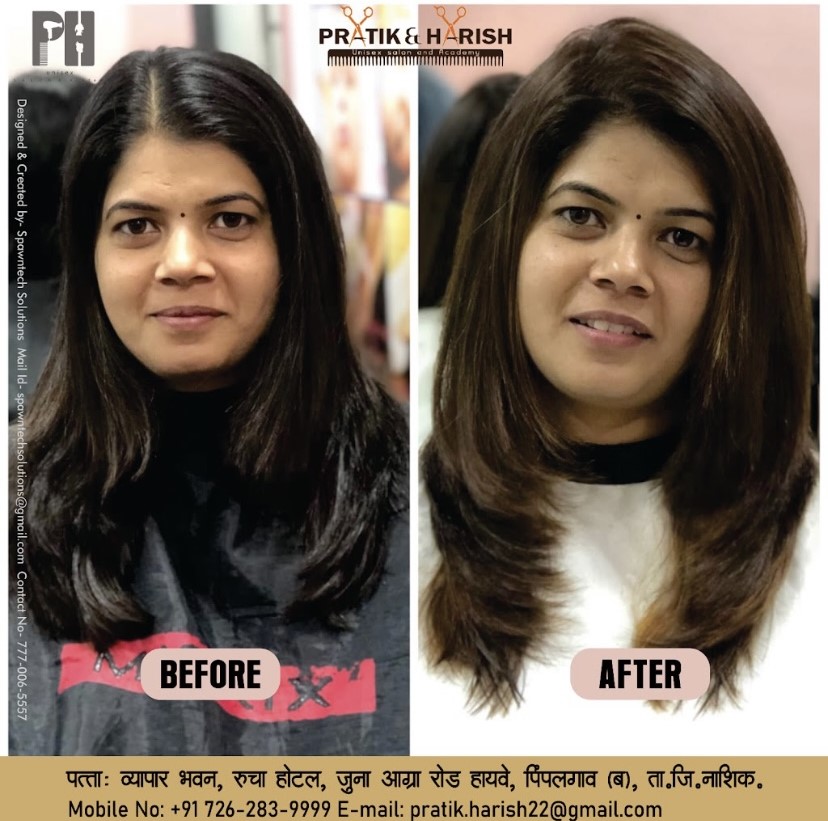 PH
unisex
PRATIK & HARISH
Unisex salon and Academy
Designed & Created by- Spawntech Solutions Mail Id- spawntechsolutions@gmail.com Contact No- 777-006-5557
BEFORE
AFTER
पत्ताः व्यापार भवन, रुचा होटल, जुना आग्रा रोड हायवे, पिंपलगाव (ब), ता.जि.नाशिक.
Mobile No: +91 726-283-9999 E-mail: pratik.harish22@gmail.com